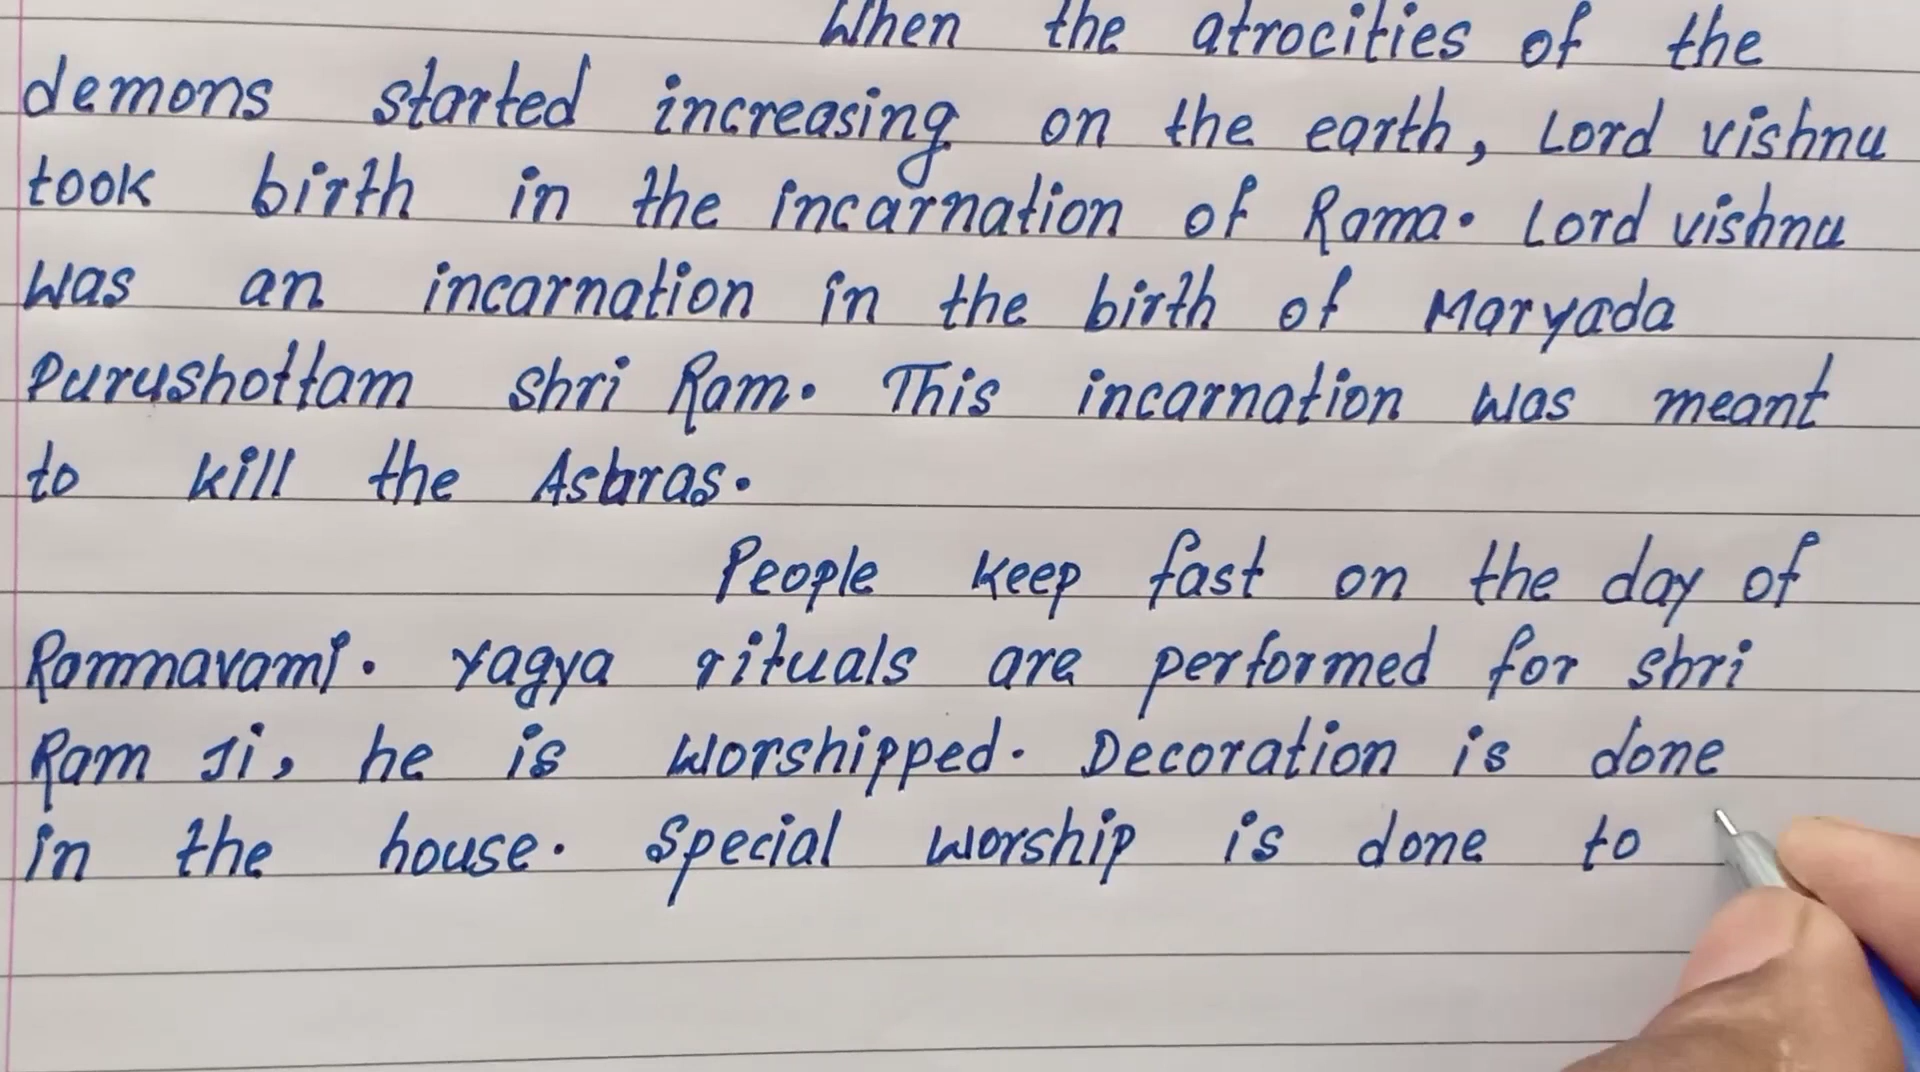 When the atrocities of the
demons started increasing on the earth, Lord vishnu
took birth in the incarnation of Rama. Lord vishnu
was an incarnation in the birth of Maryada
Purushottam shri Ram. This incarnation was meant
to kill the Asuras.
People keep fast on the day of
Ramnavami. Yagya rituals are performed for shri
Ram Ji, he is worshipped. Decoration is done
in the house. Special worship is done to